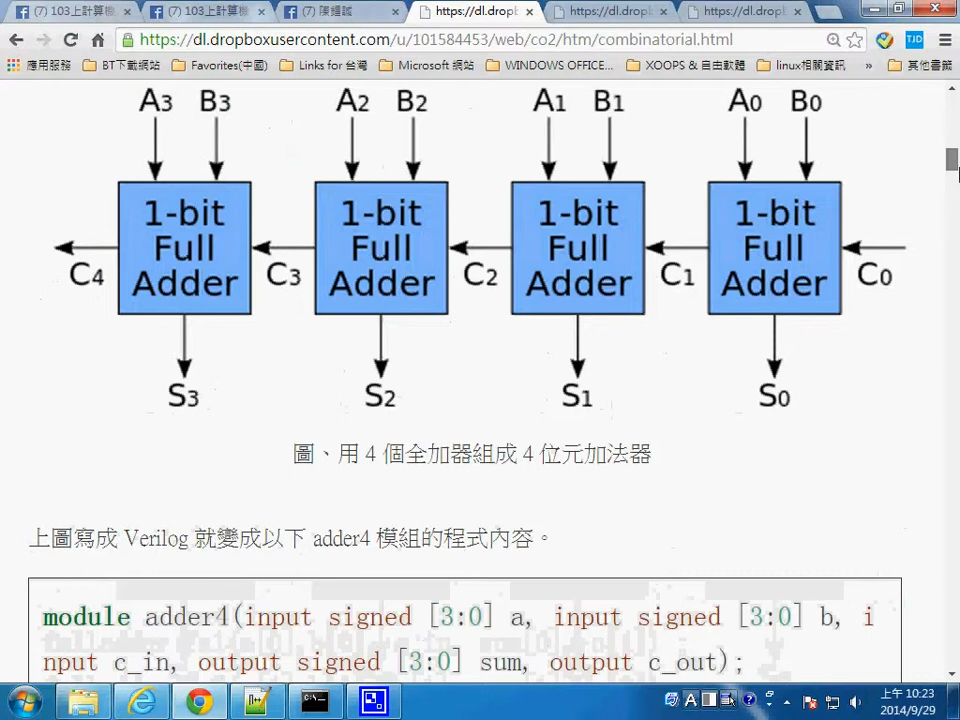 (7) 103上計算機
(7) 103上計算機
(7) 陳鍾誠
https://dl.dropb
https://dl.dropbox
https://dl.dropbox
https://dl.dropboxusercontent.com/u/101584453/web/co2/htm/combinatorial.html
TJD
應用服務 BT下載網站 Favorites(中國) Links for 台灣 Microsoft 網站 WINDOWS OFFICE... XOOPS & 自由軟體 linux相關資訊 » 其他書籤
A3 B3 A2 B2 A1 B1 A0 B0
1-bit Full Adder
1-bit Full Adder
1-bit Full Adder
1-bit Full Adder
C4 C3 C2 C1 C0
S3 S2 S1 S0
圖、用 4 個全加器組成 4 位元加法器
上圖寫成 Verilog 就變成以下 adder4 模組的程式內容。
module adder4(input signed [3:0] a, input signed [3:0] b, i
nput c_in, output signed [3:0] sum, output c_out);
上午 10:23
2014/9/29